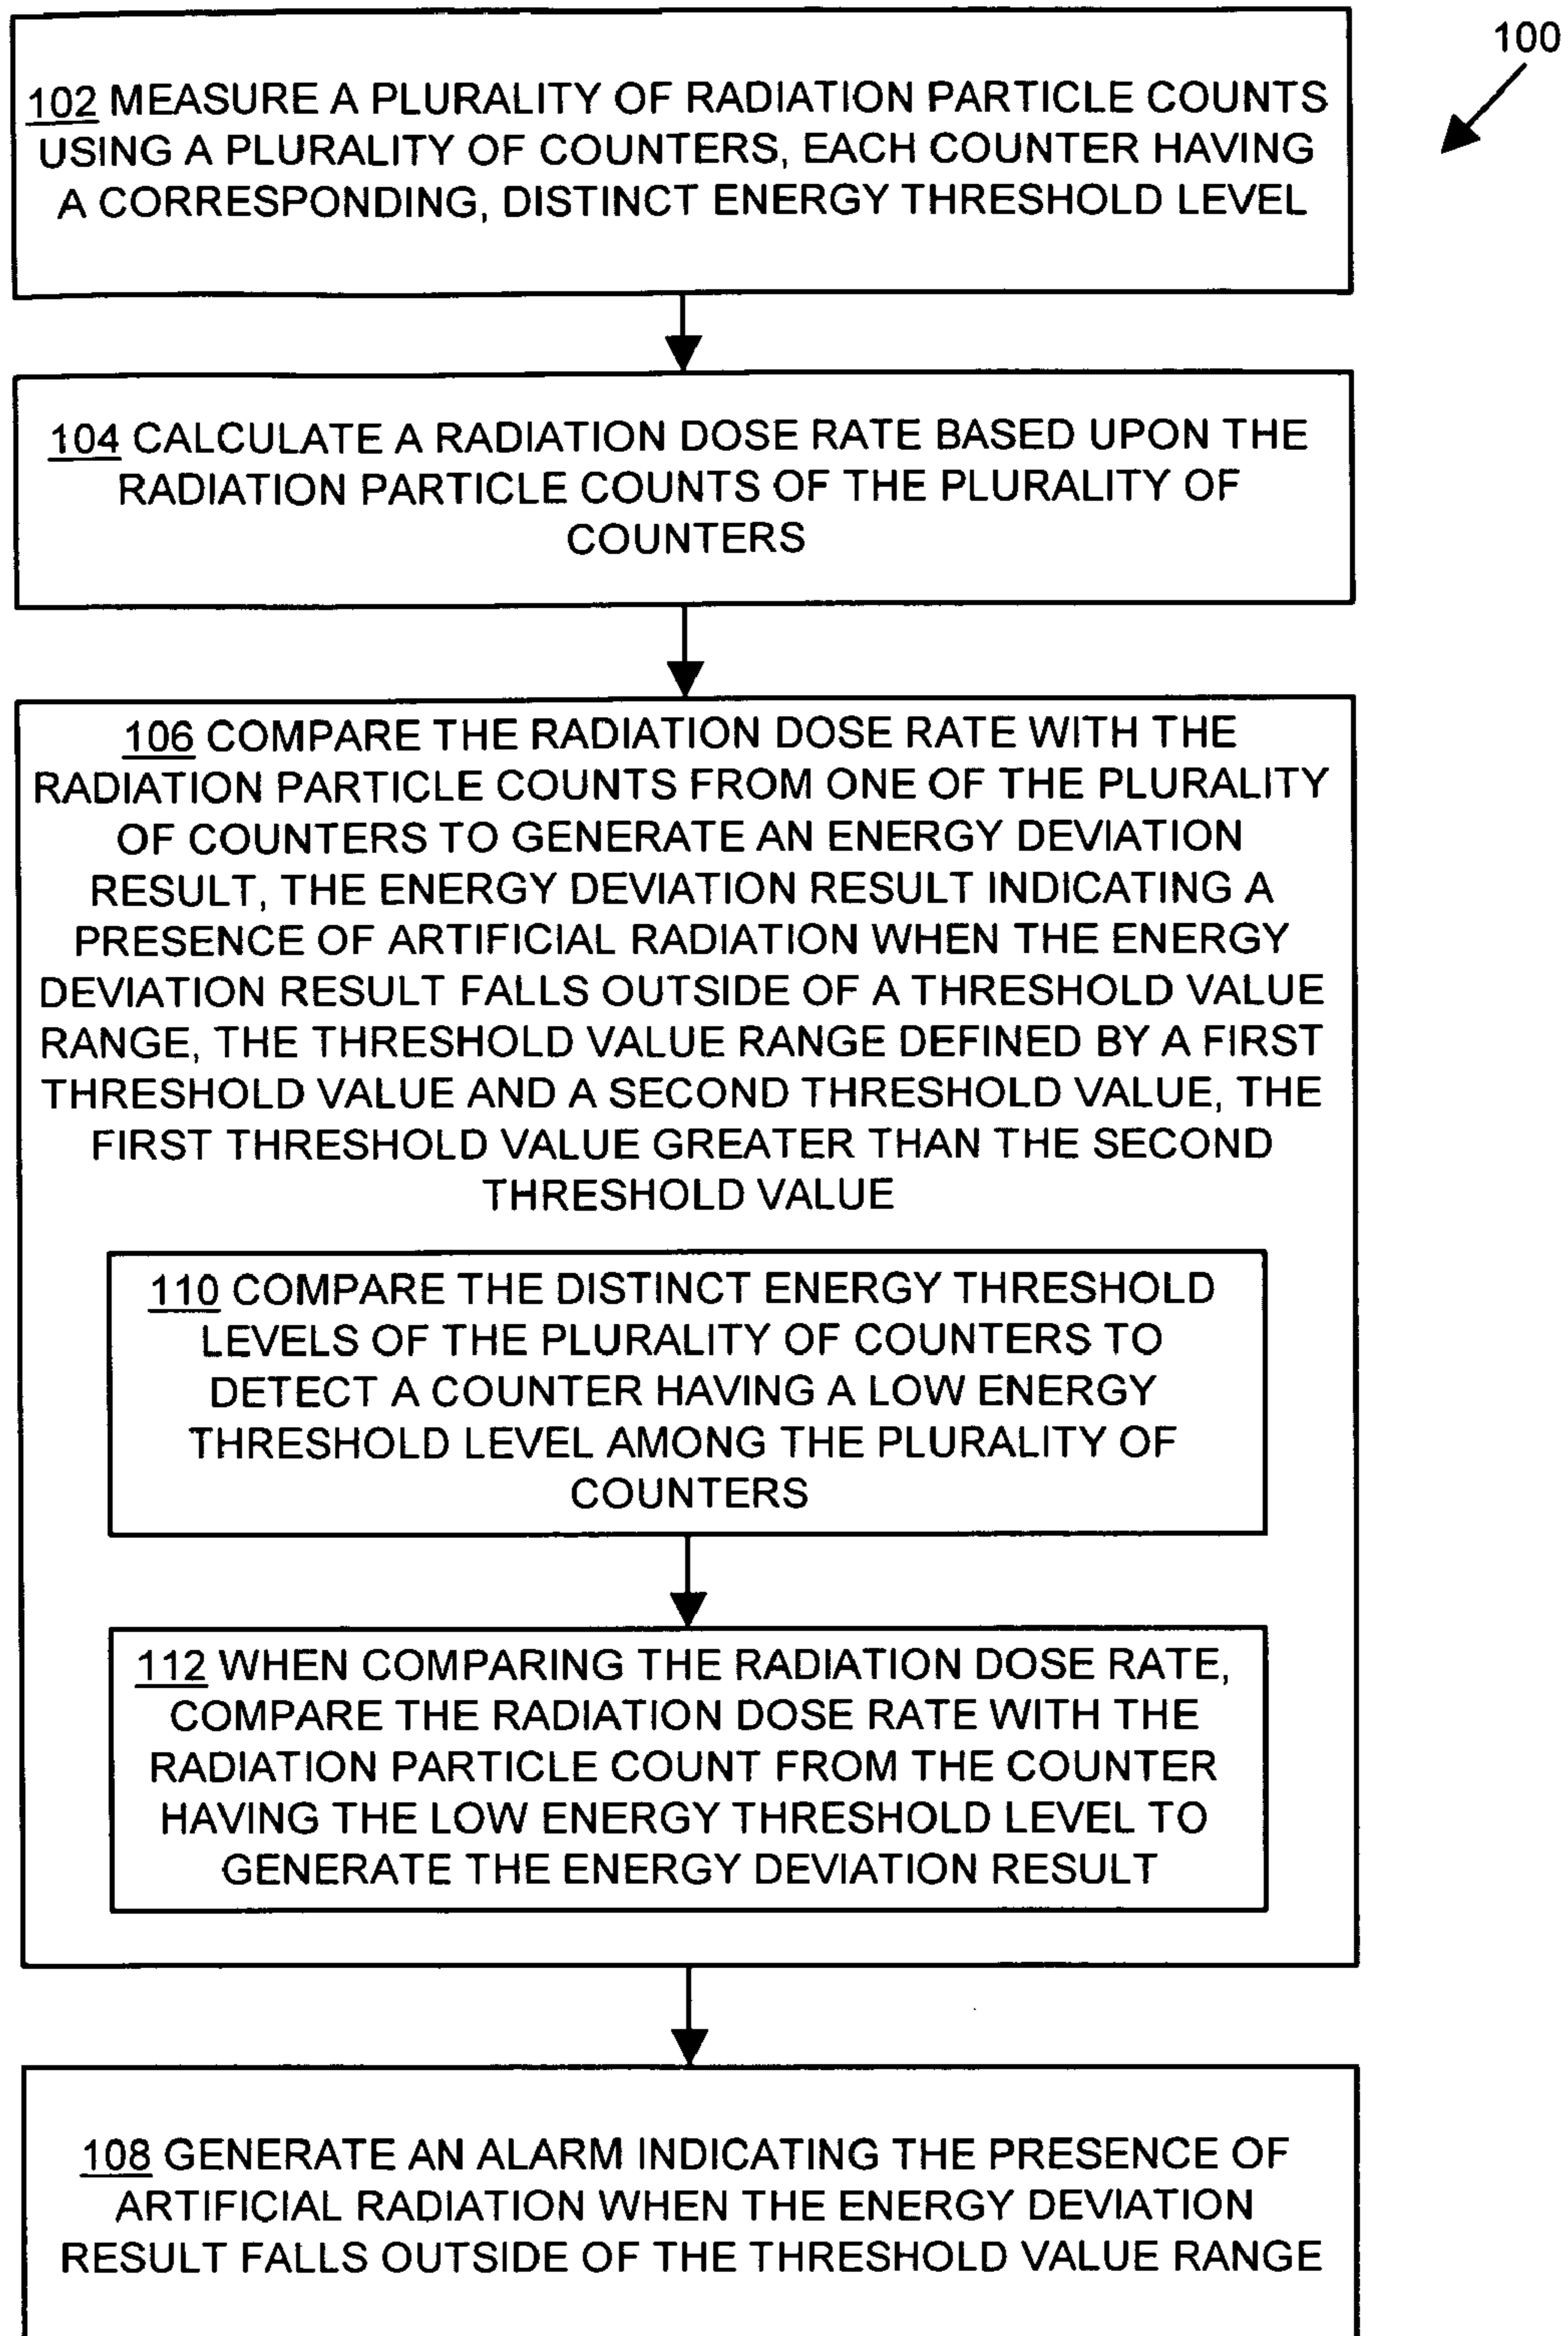 100
102 MEASURE A PLURALITY OF RADIATION PARTICLE COUNTS
USING A PLURALITY OF COUNTERS, EACH COUNTER HAVING
A CORRESPONDING, DISTINCT ENERGY THRESHOLD LEVEL
104 CALCULATE A RADIATION DOSE RATE BASED UPON THE
RADIATION PARTICLE COUNTS OF THE PLURALITY OF
COUNTERS
106 COMPARE THE RADIATION DOSE RATE WITH THE
RADIATION PARTICLE COUNTS FROM ONE OF THE PLURALITY
OF COUNTERS TO GENERATE AN ENERGY DEVIATION
RESULT, THE ENERGY DEVIATION RESULT INDICATING A
PRESENCE OF ARTIFICIAL RADIATION WHEN THE ENERGY
DEVIATION RESULT FALLS OUTSIDE OF A THRESHOLD VALUE
RANGE, THE THRESHOLD VALUE RANGE DEFINED BY A FIRST
THRESHOLD VALUE AND A SECOND THRESHOLD VALUE, THE
FIRST THRESHOLD VALUE GREATER THAN THE SECOND
THRESHOLD VALUE
110 COMPARE THE DISTINCT ENERGY THRESHOLD
LEVELS OF THE PLURALITY OF COUNTERS TO
DETECT A COUNTER HAVING A LOW ENERGY
THRESHOLD LEVEL AMONG THE PLURALITY OF
COUNTERS
112 WHEN COMPARING THE RADIATION DOSE RATE,
COMPARE THE RADIATION DOSE RATE WITH THE
RADIATION PARTICLE COUNT FROM THE COUNTER
HAVING THE LOW ENERGY THRESHOLD LEVEL TO
GENERATE THE ENERGY DEVIATION RESULT
108 GENERATE AN ALARM INDICATING THE PRESENCE OF
ARTIFICIAL RADIATION WHEN THE ENERGY DEVIATION
RESULT FALLS OUTSIDE OF THE THRESHOLD VALUE RANGE